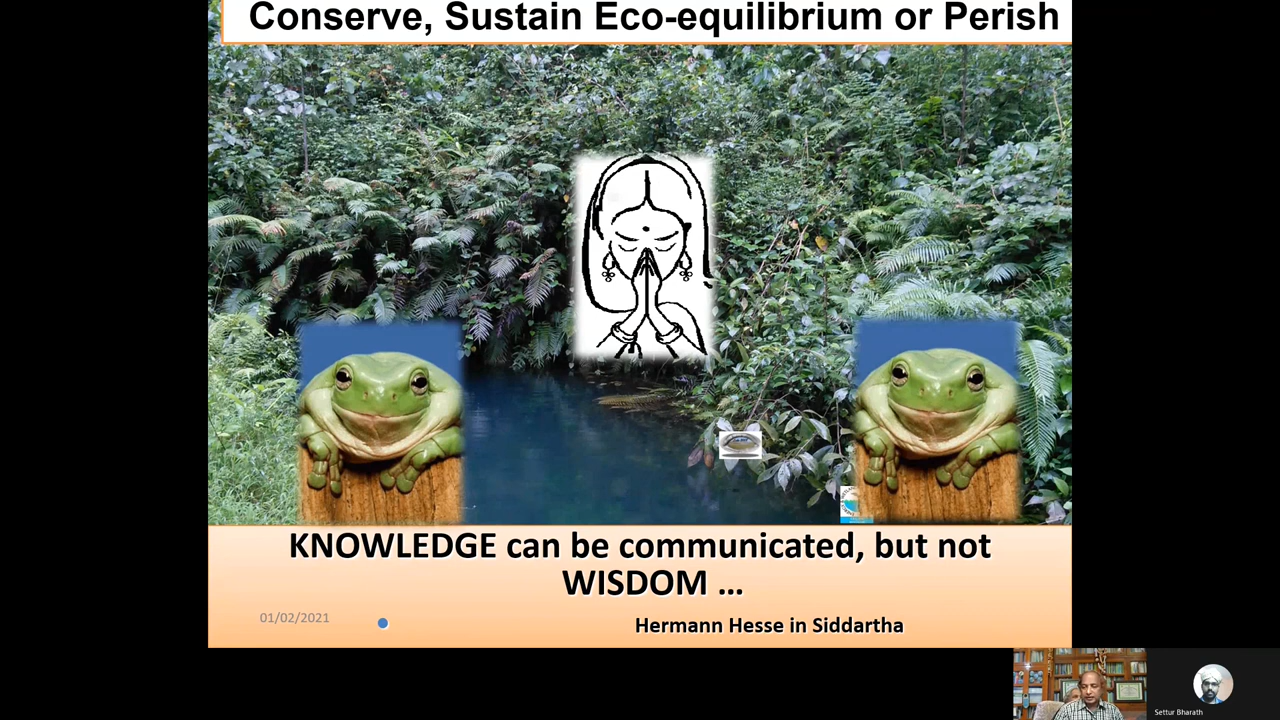 Conserve, Sustain Eco-equilibrium or Perish
KNOWLEDGE can be communicated, but not
WISDOM ...
01/02/2021
Hermann Hesse in Siddartha
Settur Bharath